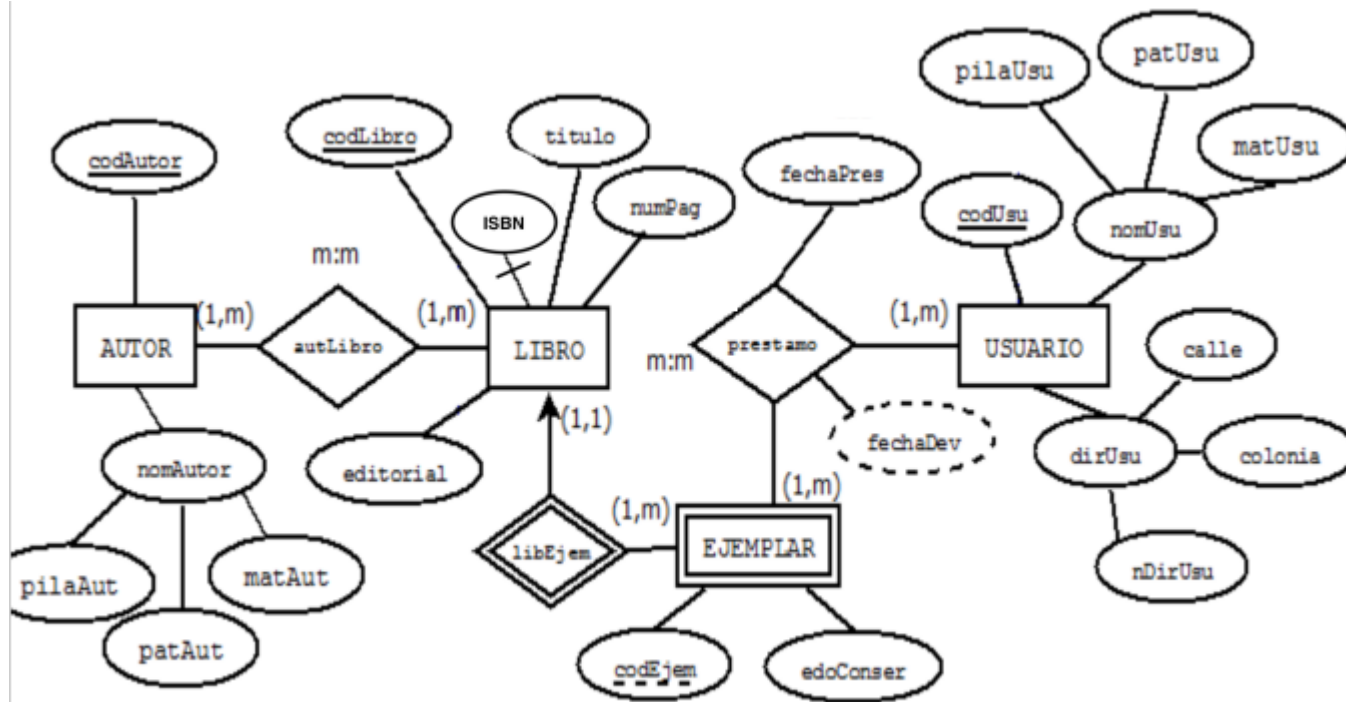 pilaUsu
patUsu
matUsu
codLibro
titulo
codAutor
fechaPres
numPag
ISBN
codUsu
nomUsu
m:m
(1,m)
(1,m)
(1,m)
AUTOR
autLibro
LIBRO
prestamo
USUARIO
calle
m:m
(1,1)
fechaDev
dirUsu
colonia
nomAutor
editorial
(1,m)
(1,m)
libEjem
EJEMPLAR
nDirUsu
pilaAut
matAut
patAut
codEjem
edoConser